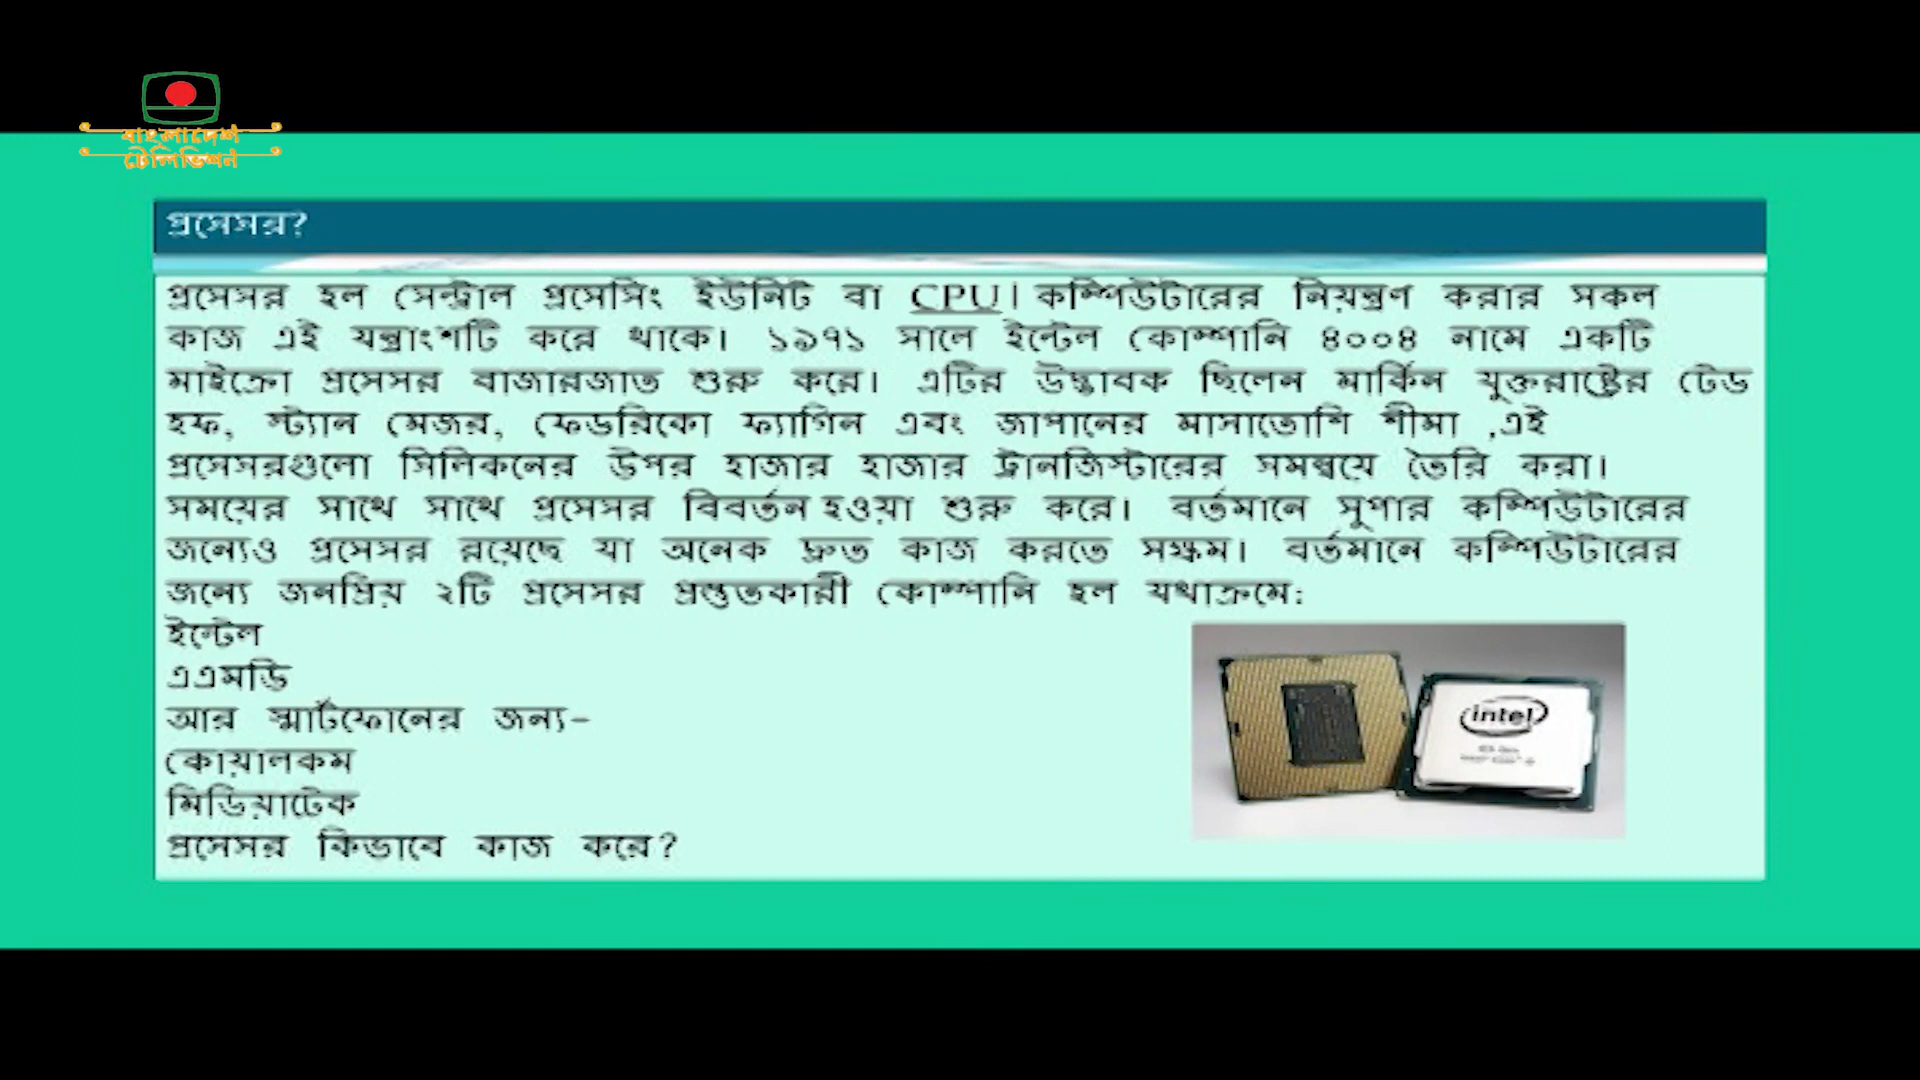 বাংলাদেশ
টেলিভিশন
প্রসেসর?
প্রসেসর হল সেন্ট্রাল প্রসেসিং ইউনিট বা CPU। কম্পিউটারের নিয়ন্ত্রণ করার সকল
কাজ এই যন্ত্রাংশটি করে থাকে। ১৯৭১ সালে ইন্টেল কোম্পানি ৪০০৪ নামে একটি
মাইক্রো প্রসেসর বাজারজাত শুরু করে। এটির উদ্ভাবক ছিলেন মার্কিন যুক্তরাষ্ট্রের টেড
হফ, স্ট্যান মেজর, ফেডরিকো ফ্যাগিন এবং জাপানের মাসাতোশি শীমা ,এই
প্রসেসরগুলো সিলিকনের উপর হাজার হাজার ট্রানজিস্টারের সমন্বয়ে তৈরি করা।
সময়ের সাথে সাথে প্রসেসর বিবর্তন হওয়া শুরু করে। বর্তমানে সুপার কম্পিউটারের
জন্যেও প্রসেসর রয়েছে যা অনেক দ্রুত কাজ করতে সক্ষম। বর্তমানে কম্পিউটারের
জন্যে জনপ্রিয় ২টি প্রসেসর প্রস্তুতকারী কোম্পানি হল যথাক্রমে:
ইন্টেল
এএমডি
আর স্মার্টফোনের জন্য-
কোয়ালকম
মিডিয়াটেক
প্রসেসর কিভাবে কাজ করে?
intel